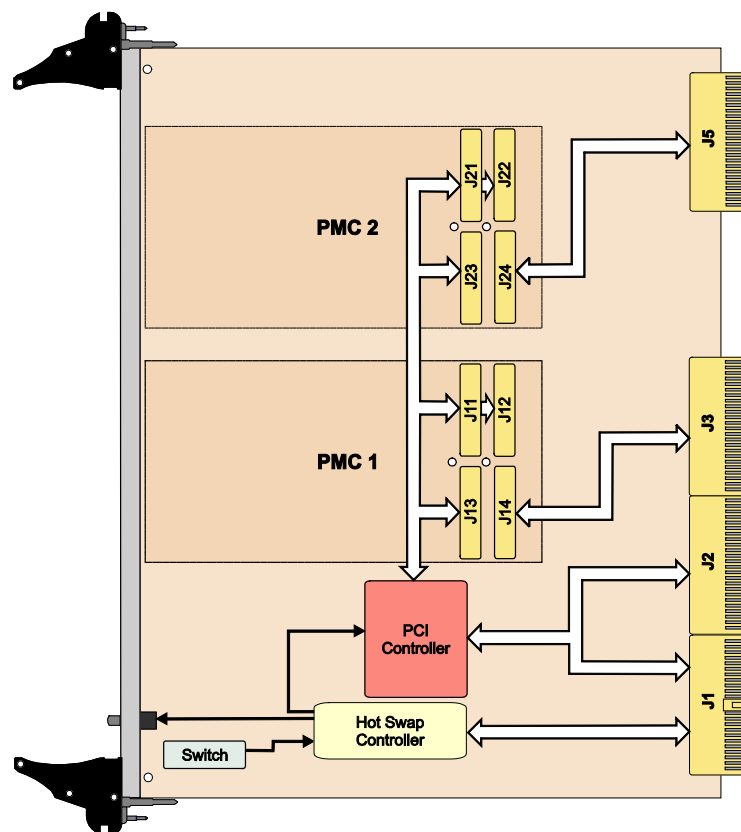 J5
J21
J22
PMC 2
J23
J24
J11
J12
J3
PMC 1
J13
J14
J2
PCI
Controller
J1
Hot Swap
Controller
Switch